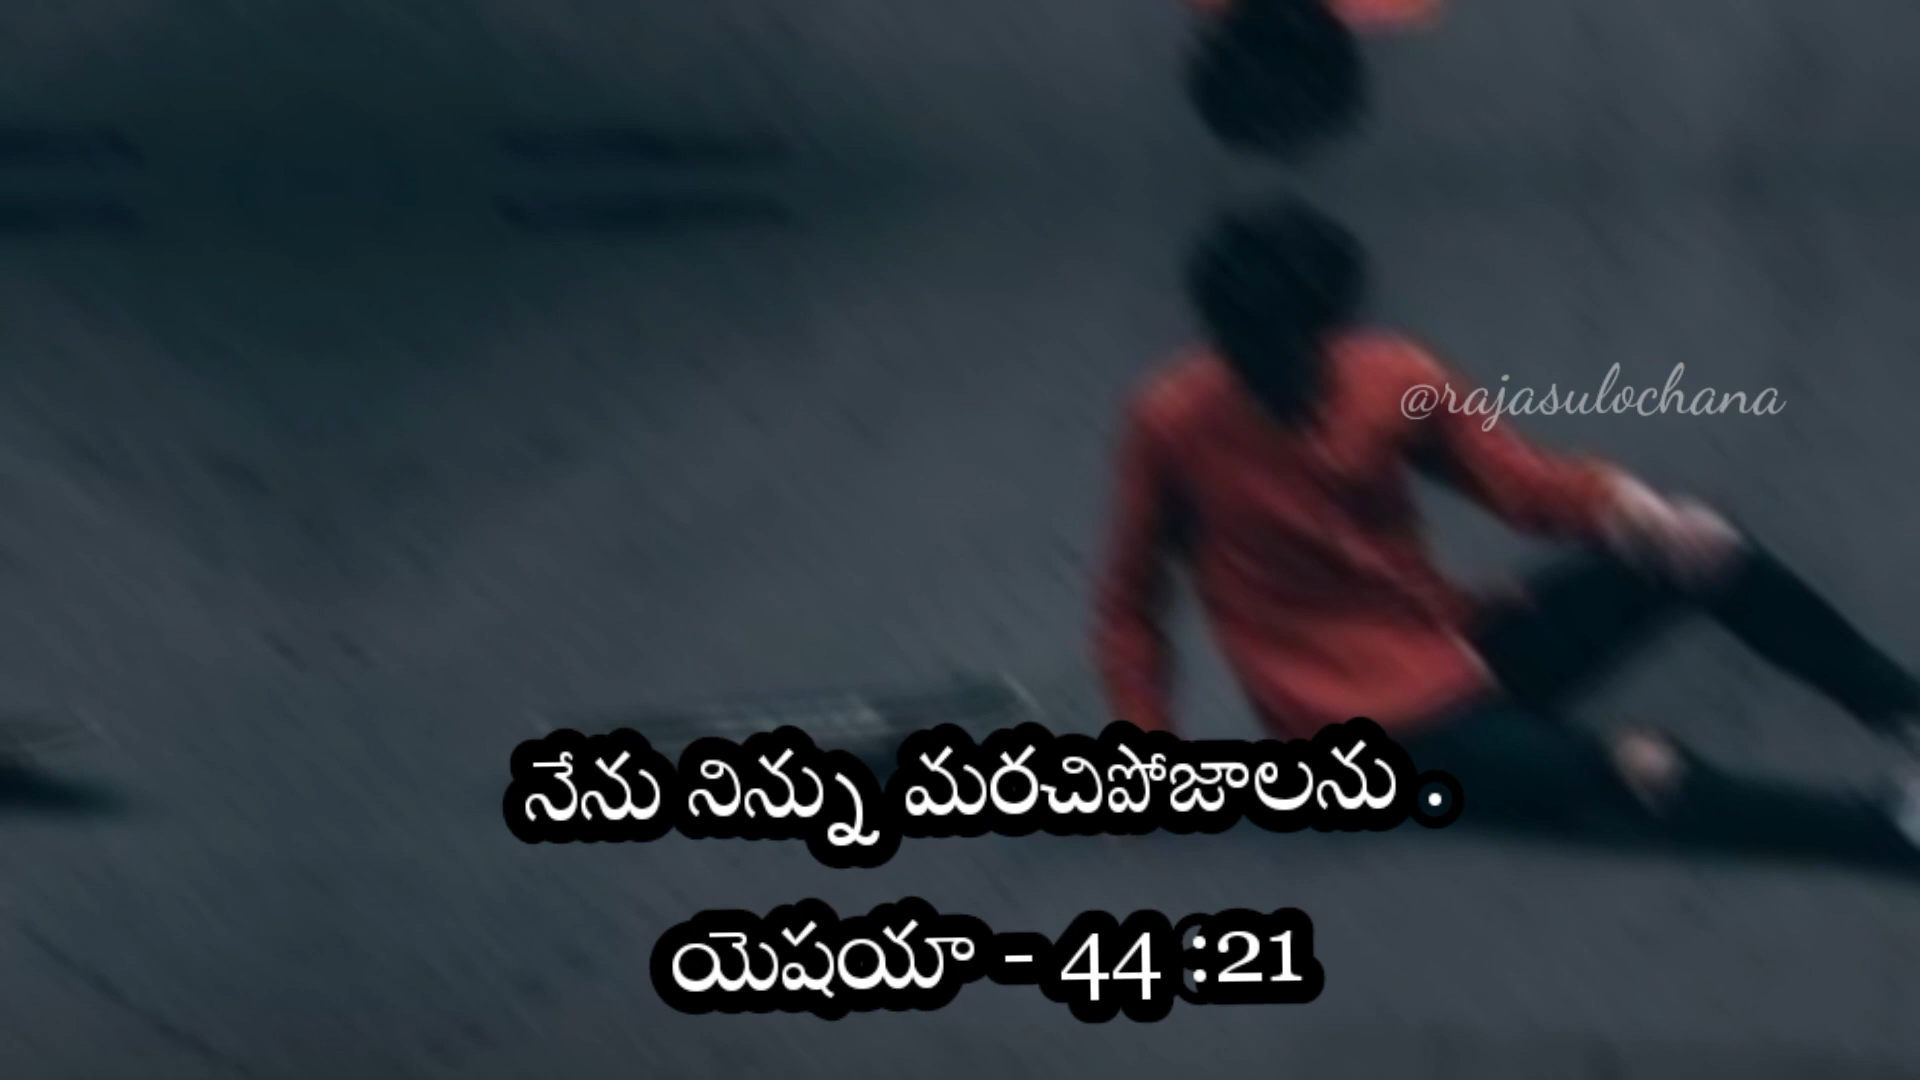 @rajasulochana
నేను నిన్ను మరచిపోజాలను .
యెషయా - 44 :21